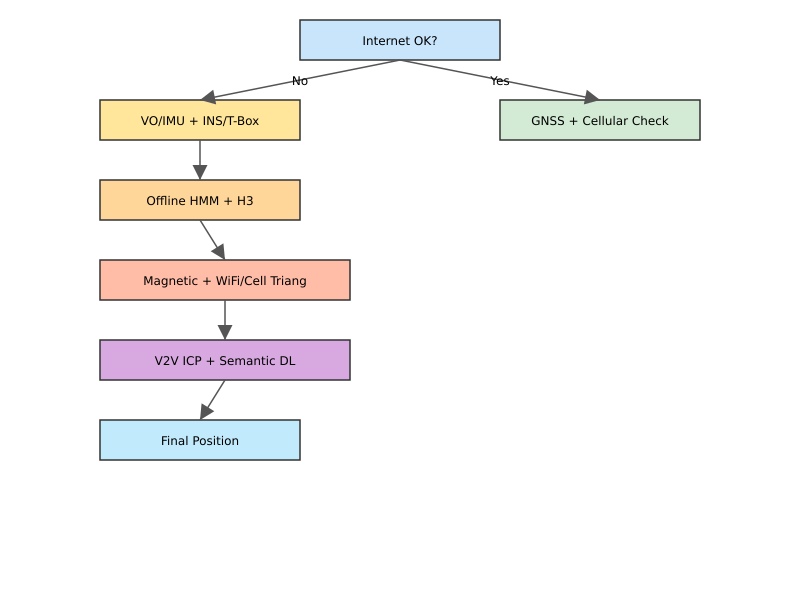 Internet OK?
No
Yes
VO/IMU + INS/T-Box
GNSS + Cellular Check
Offline HMM + H3
Magnetic + WiFi/Cell Triang
V2V ICP + Semantic DL
Final Position